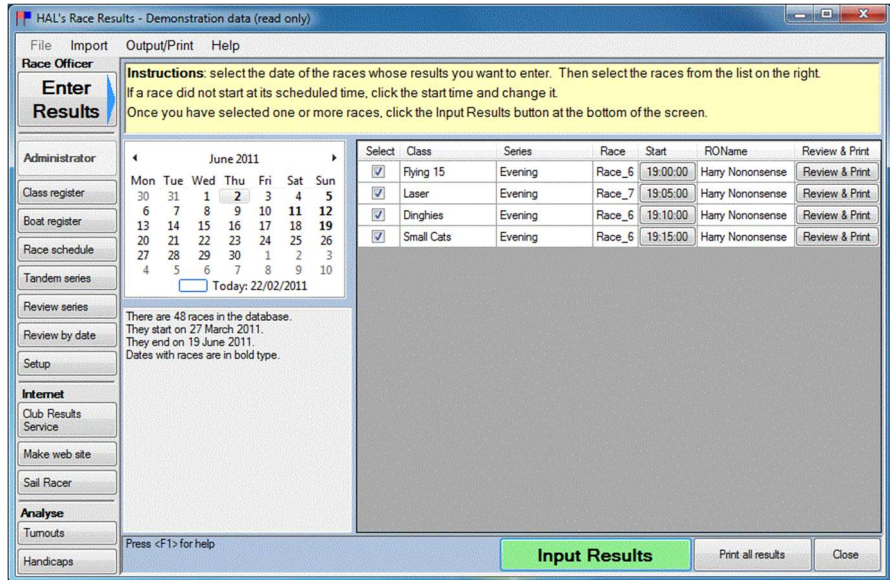 HAL's Race Results - Demonstration data (read only)
File Import Output/Print Help
Race Officer
Enter
Results
Administrator
Class register
Boat register
Race schedule
Tandem series
Review series
Review by date
Setup
Internet
Club Results
Service
Make web site
Sail Racer
Analyse
Turnouts
Handicaps
Instructions: select the date of the races whose results you want to enter. Then select the races from the list on the right.
If a race did not start at its scheduled time, click the start time and change it.
Once you have selected one or more races, click the Input Results button at the bottom of the screen.
June 2011
Mon Tue Wed Thu Fri Sat Sun
30 31 1 2 3 4 5
6 7 8 9 10 11 12
13 14 15 16 17 18 19
20 21 22 23 24 25 26
27 28 29 30 1 2 3
4 5 6 7 8 9 10
Today: 22/02/2011
There are 48 races in the database.
They start on 27 March 2011.
They end on 19 June 2011.
Dates with races are in bold type.
Select Class Series Race Start ROName Review & Print
Flying 15 Evening Race_6 19:00:00 Harry Nononsense Review & Print
Laser Evening Race_7 19:05:00 Harry Nononsense Review & Print
Dinghies Evening Race_6 19:10:00 Harry Nononsense Review & Print
Small Cats Evening Race_6 19:15:00 Harry Nononsense Review & Print
Press <F1> for help
Input Results
Print all results
Close